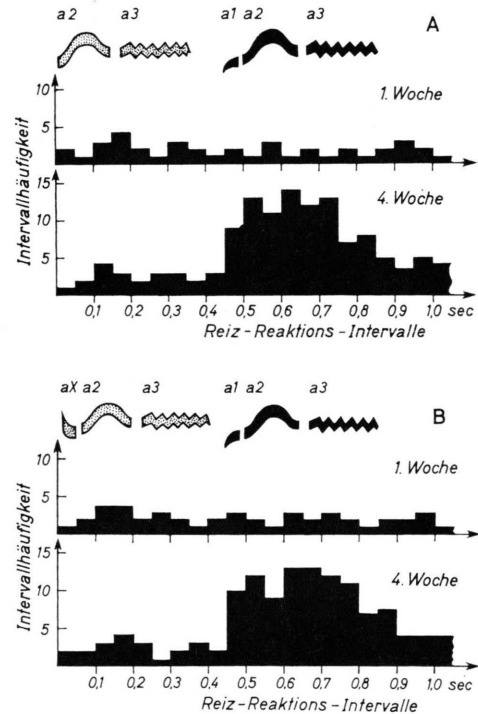 a2 a3 a1 a2 a3 A
Intervallhäufigkeit
10
5
1. Woche
15
10
5
4. Woche
0,1 0,2 0,3 0,4 0,5 0,6 0,7 0,8 0,9 1,0 sec
Reiz-Reaktions-Intervalle
aX a2 a3 a1 a2 a3 B
Intervallhäufigkeit
10
5
1. Woche
10
5
4. Woche
0,1 0,2 0,3 0,4 0,5 0,6 0,7 0,8 0,9 1,0 sec
Reiz-Reaktions-Intervalle